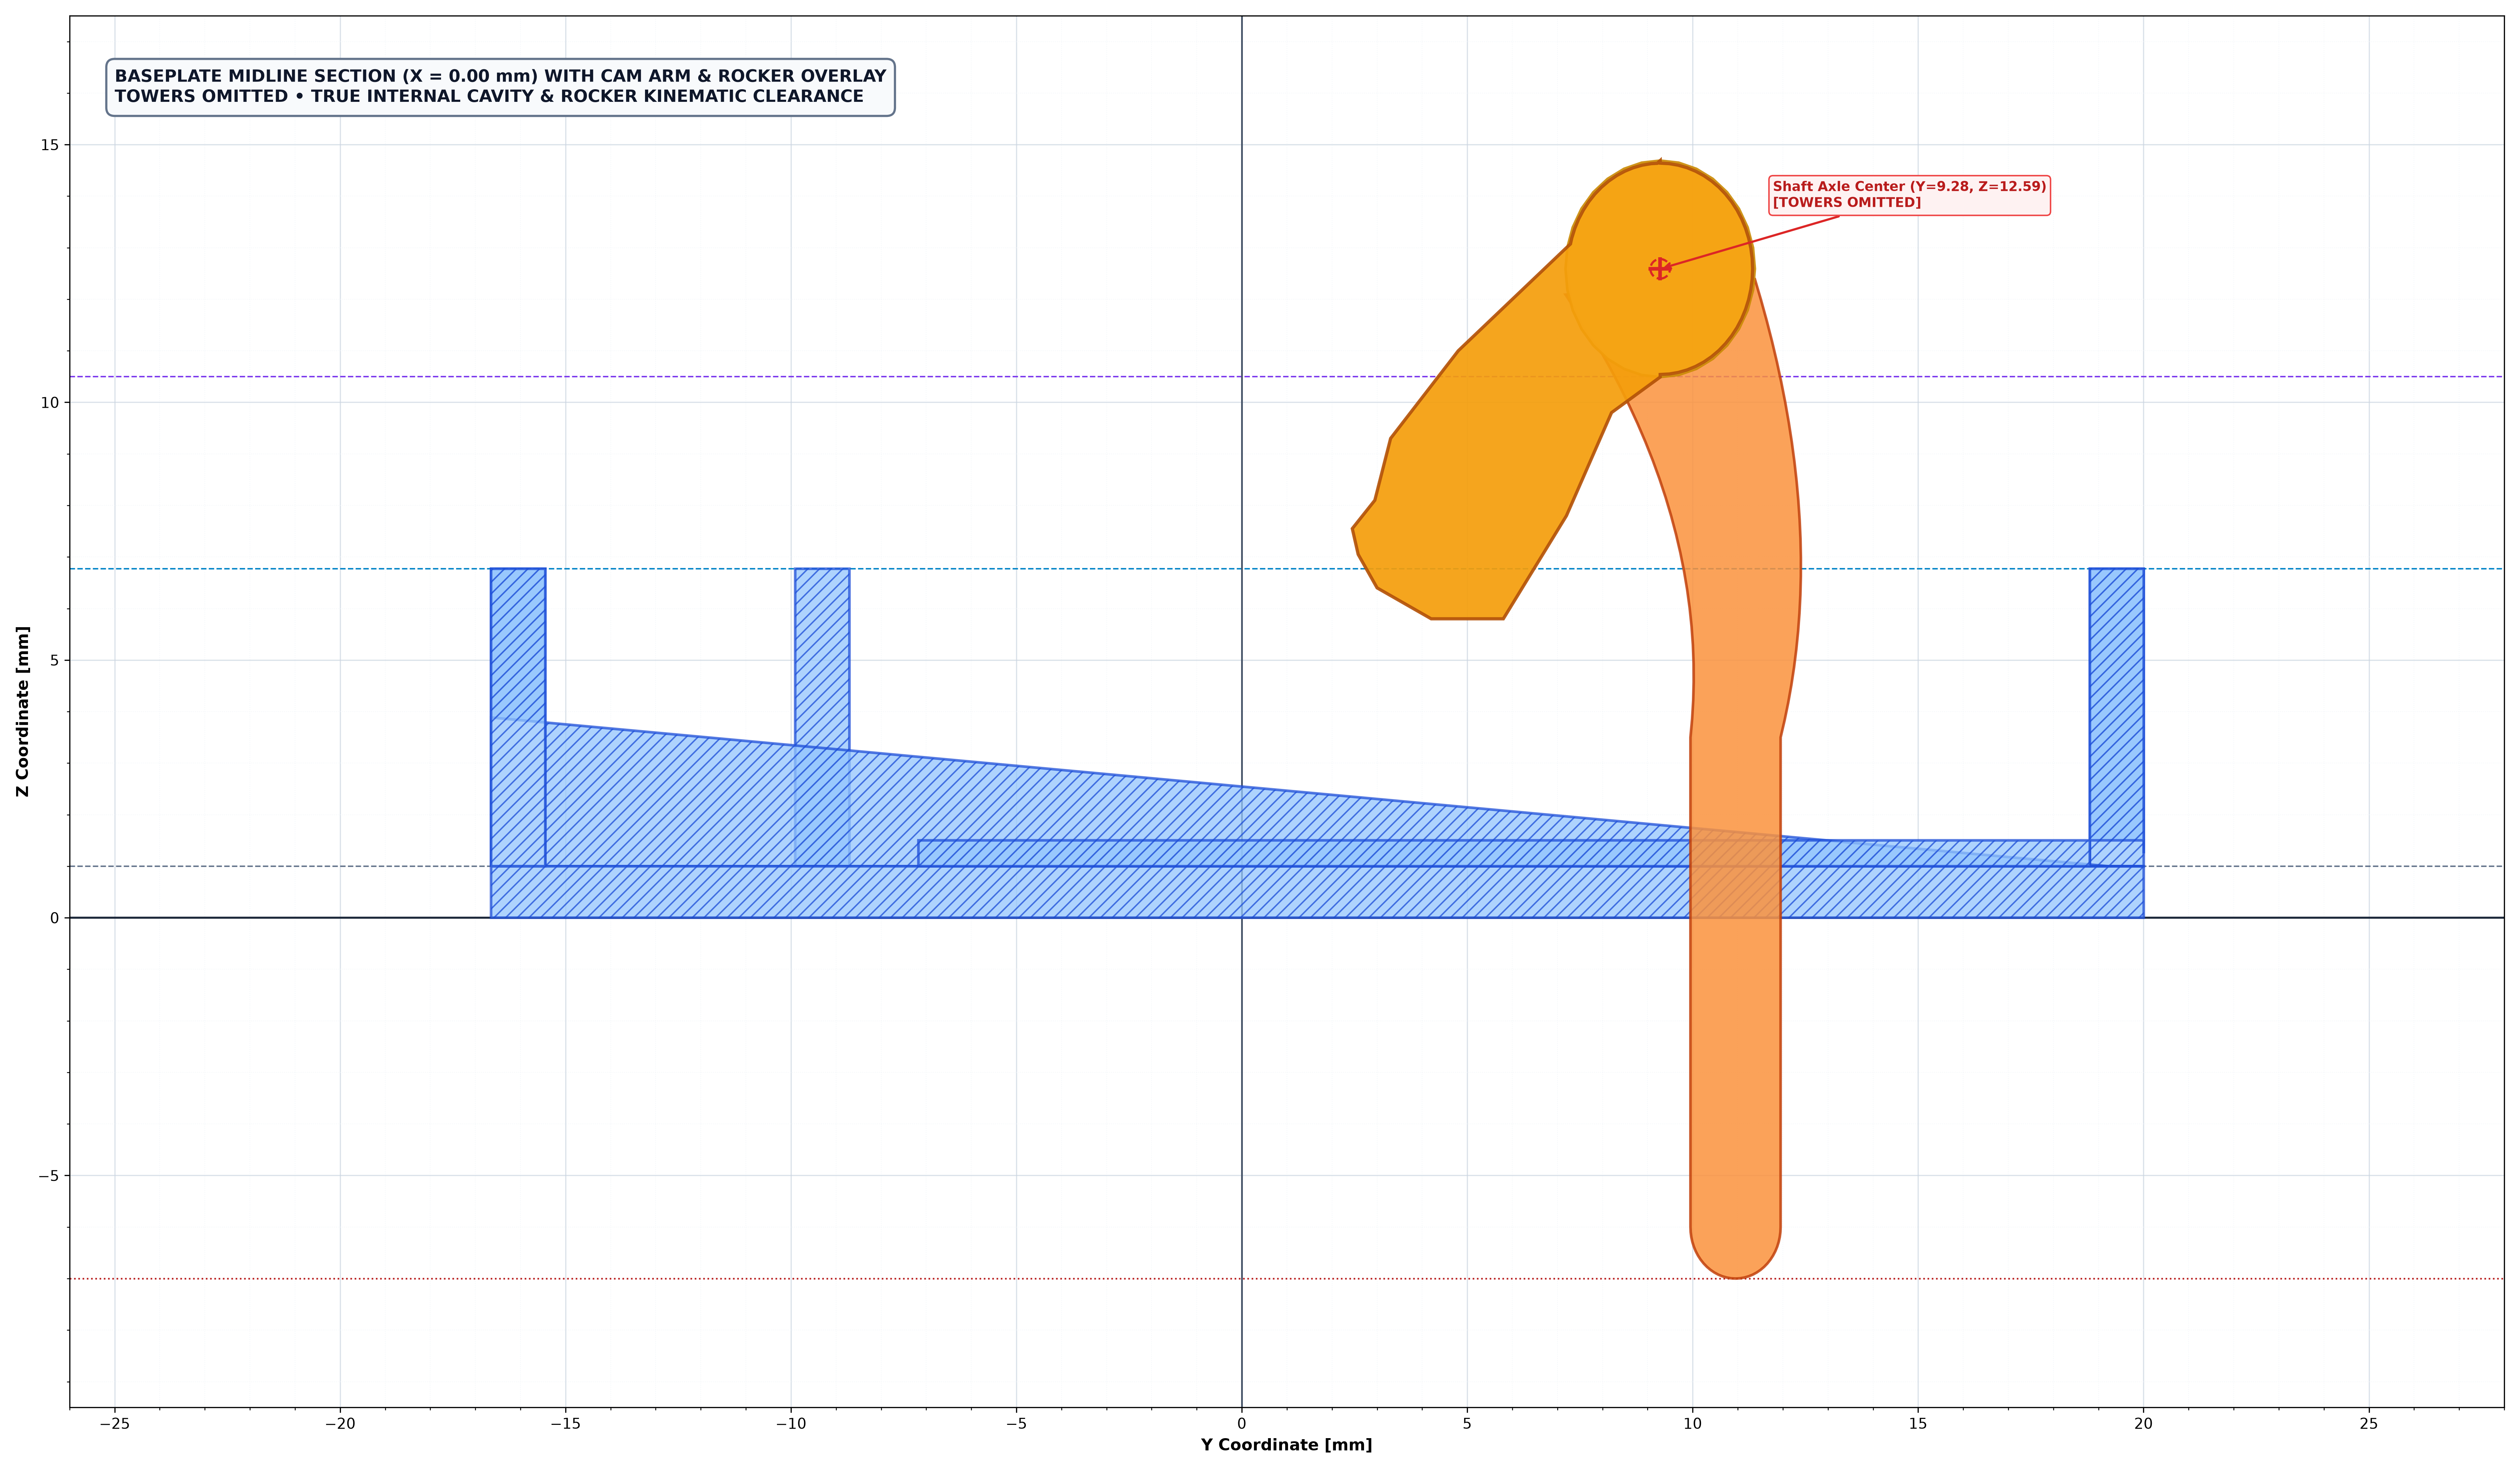 BASEPLATE MIDLINE SECTION (X = 0.00 mm) WITH CAM ARM & ROCKER OVERLAY
TOWERS OMITTED • TRUE INTERNAL CAVITY & ROCKER KINEMATIC CLEARANCE
Shaft Axle Center (Y=9.28, Z=12.59)
[TOWERS OMITTED]
Z Coordinate [mm]
15
10
5
0
−5
−25
−20
−15
−10
−5
0
5
10
15
20
25
Y Coordinate [mm]